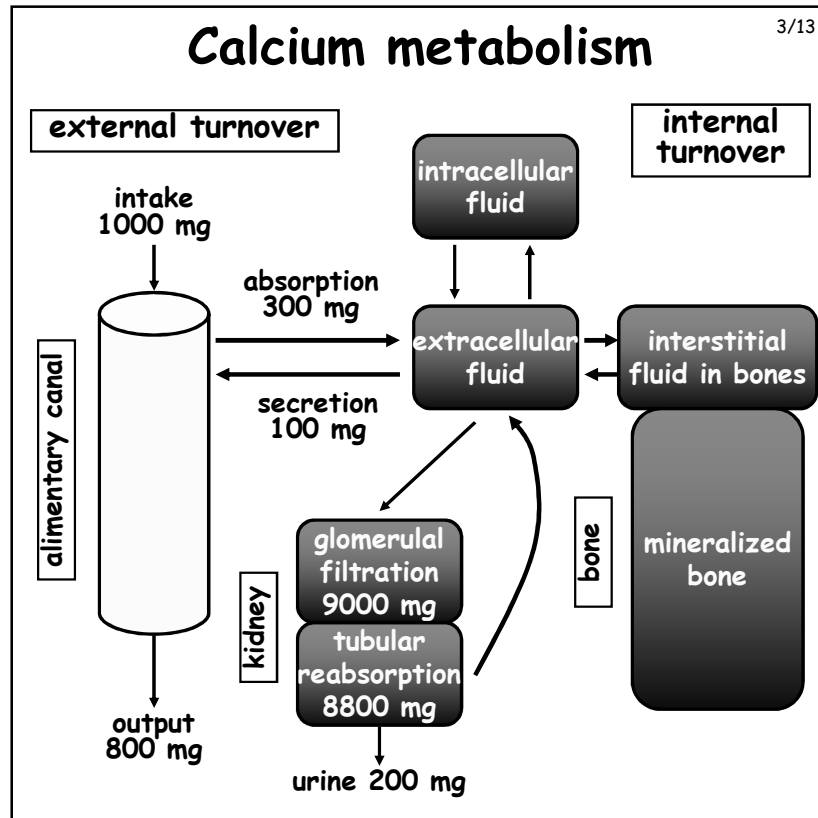 3/13
Calcium metabolism
external turnover
internal
turnover
intake
1000 mg
intracellular
fluid
absorption
300 mg
extracellular
fluid
interstitial
fluid in bones
secretion
100 mg
alimentary canal
glomerulal
filtration
9000 mg
kidney
tubular
reabsorption
8800 mg
bone
mineralized
bone
output
800 mg
urine 200 mg